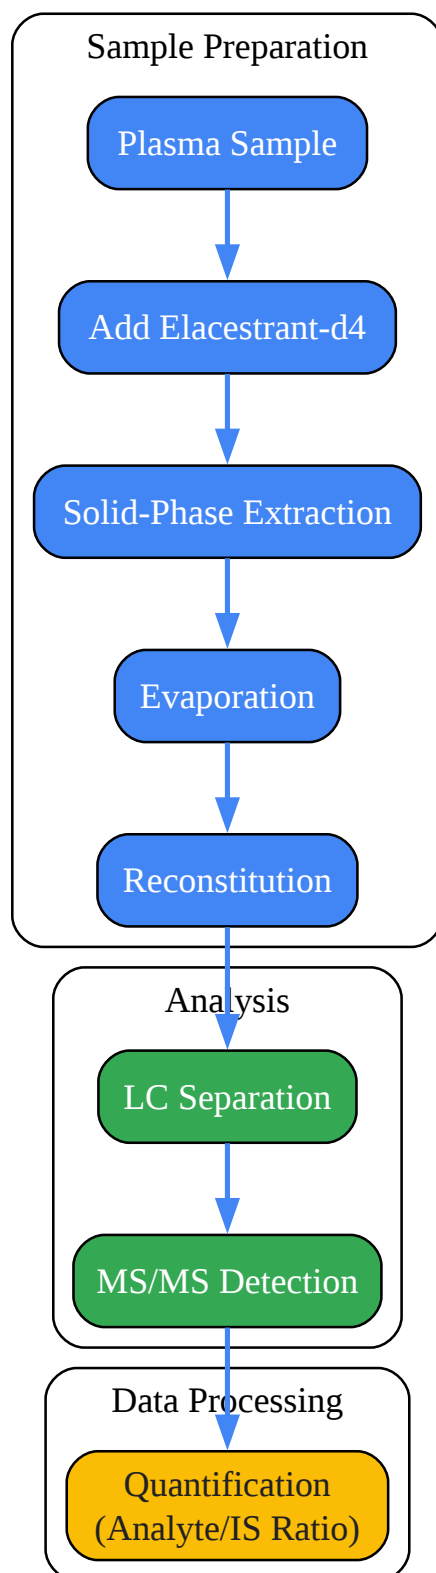 Sample Preparation
Plasma Sample
Add Elacestrant-d4
Solid-Phase Extraction
Evaporation
Reconstitution
Analysis
LC Separation
MS/MS Detection
Data Processing
Quantification
(Analyte/IS Ratio)